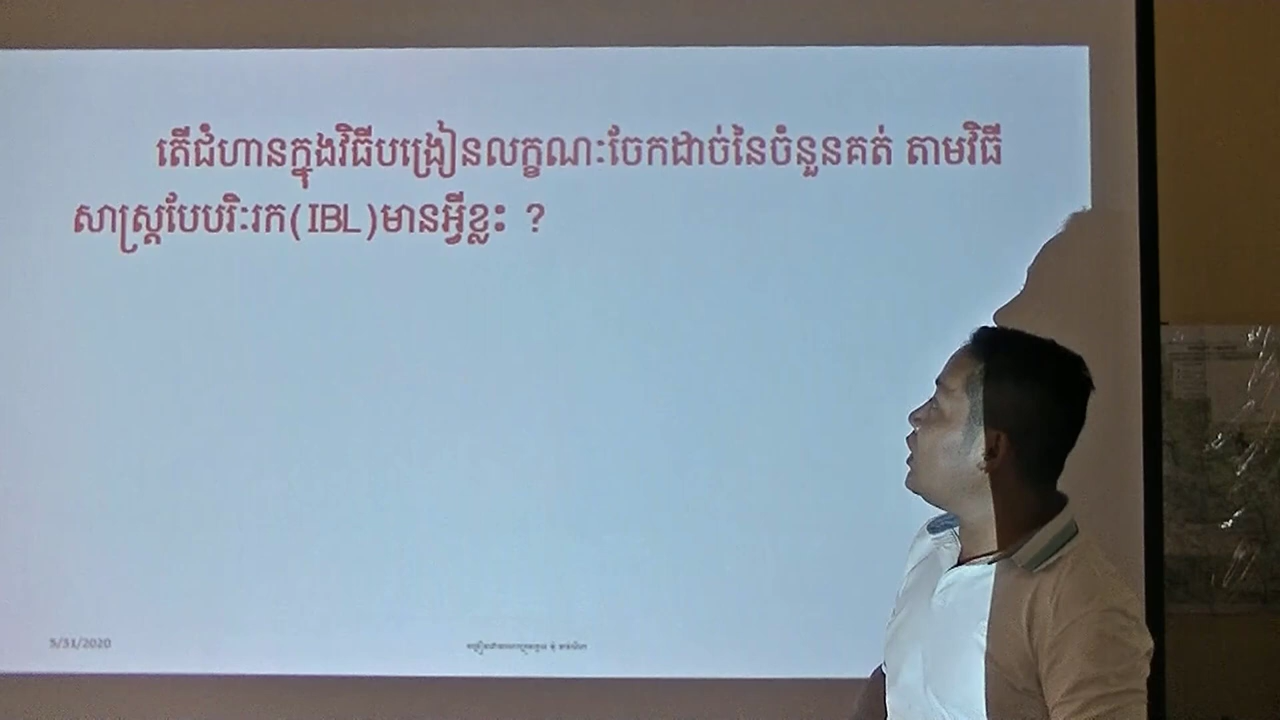 តើជំហានក្នុងវិធីបង្រៀនលក្ខណៈចែកដាច់នៃចំនួនគត់ តាមវិធី
សាស្ត្របែបរិះរក(IBL)មានអ្វីខ្លះ ?
5/31/2020